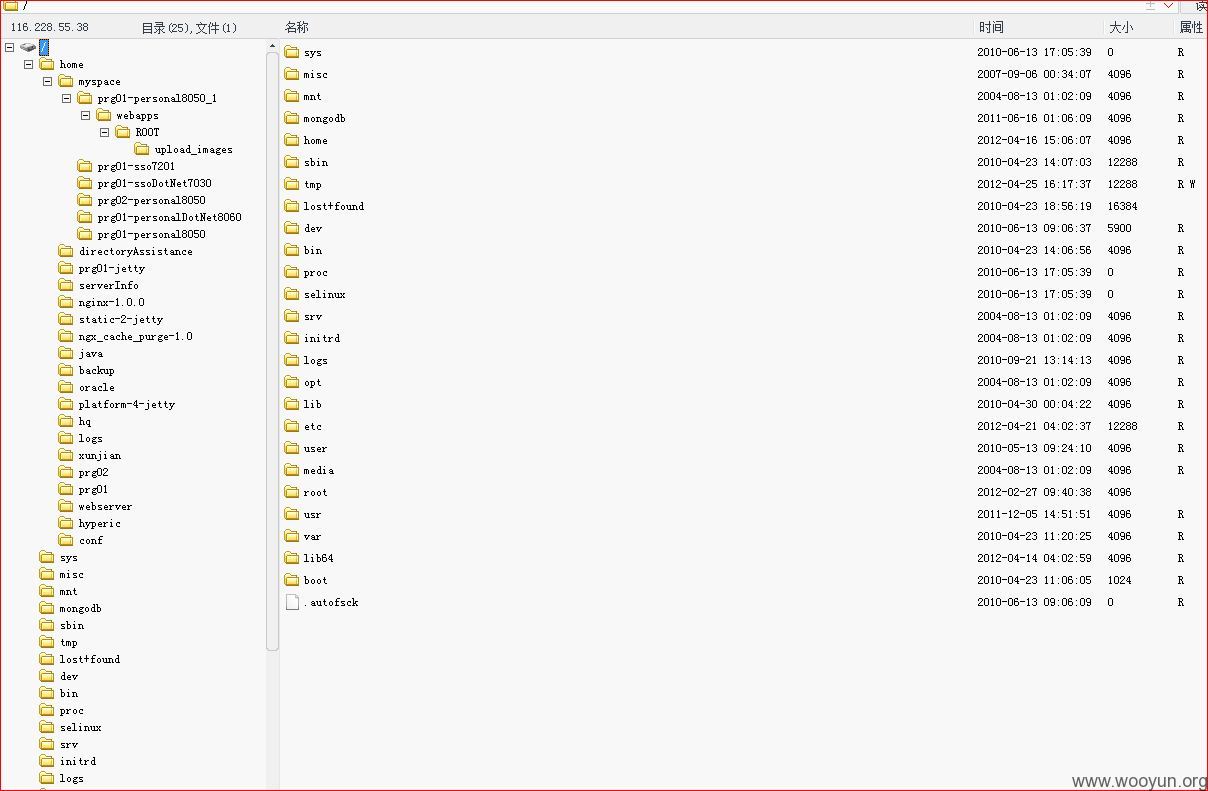 /
读
116.228.55.38 目录(25),文件(1) 名称 时间 大小 属性
/
home
myspace
prg01-personal8050_1
webapps
ROOT
upload_images
prg01-sso7201
prg01-ssoDotNet7030
prg02-personal8050
prg01-personalDotNet8060
prg01-personal8050
directoryAssistance
prg01-jetty
serverInfo
nginx-1.0.0
static-2-jetty
ngx_cache_purge-1.0
java
backup
oracle
platform-4-jetty
hq
logs
xunjian
prg02
prg01
webserver
hyperic
conf
sys
misc
mnt
mongodb
sbin
tmp
lost+found
dev
bin
proc
selinux
srv
initrd
logs
sys 2010-06-13 17:05:39 0 R
misc 2007-09-06 00:34:07 4096 R
mnt 2004-08-13 01:02:09 4096 R
mongodb 2011-06-16 01:06:09 4096 R
home 2012-04-16 15:06:07 4096 R
sbin 2010-04-23 14:07:03 12288 R
tmp 2012-04-25 16:17:37 12288 R W
lost+found 2010-04-23 18:56:19 16384
dev 2010-06-13 09:06:37 5900 R
bin 2010-04-23 14:06:56 4096 R
proc 2010-06-13 17:05:39 0 R
selinux 2010-06-13 17:05:39 0 R
srv 2004-08-13 01:02:09 4096 R
initrd 2004-08-13 01:02:09 4096 R
logs 2010-09-21 13:14:13 4096 R
opt 2004-08-13 01:02:09 4096 R
lib 2010-04-30 00:04:22 4096 R
etc 2012-04-21 04:02:37 12288 R
user 2010-05-13 09:24:10 4096 R
media 2004-08-13 01:02:09 4096 R
root 2012-02-27 09:40:38 4096
usr 2011-12-05 14:51:51 4096 R
var 2010-04-23 11:20:25 4096 R
lib64 2012-04-14 04:02:59 4096 R
boot 2010-04-23 11:06:05 1024 R
.autofsck 2010-06-13 09:06:09 0 R
www.wooyun.org